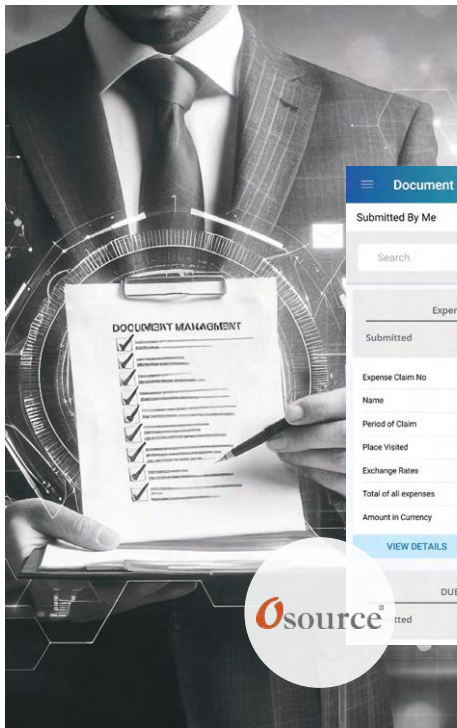 DOCUMENT MANAGMENT
Document
Submitted By Me
Search
Expen
Submitted
Expense Claim No
Name
Period of Claim
Place Visited
Exchange Rates
Total of all expenses
Amount in Currency
VIEW DETAILS
DUE
tted
Osource®